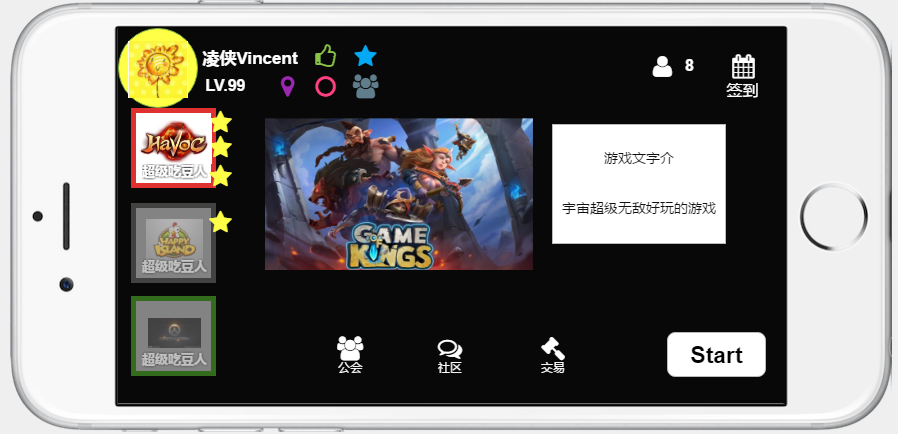 凌侠Vincent
LV.99
8
签到
HAVOC
超级吃豆人
HAPPY
ISLAND
超级吃豆人
超级吃豆人
GAME
OF
KINGS
游戏文字介
宇宙超级无敌好玩的游戏
公会
社区
交易
Start